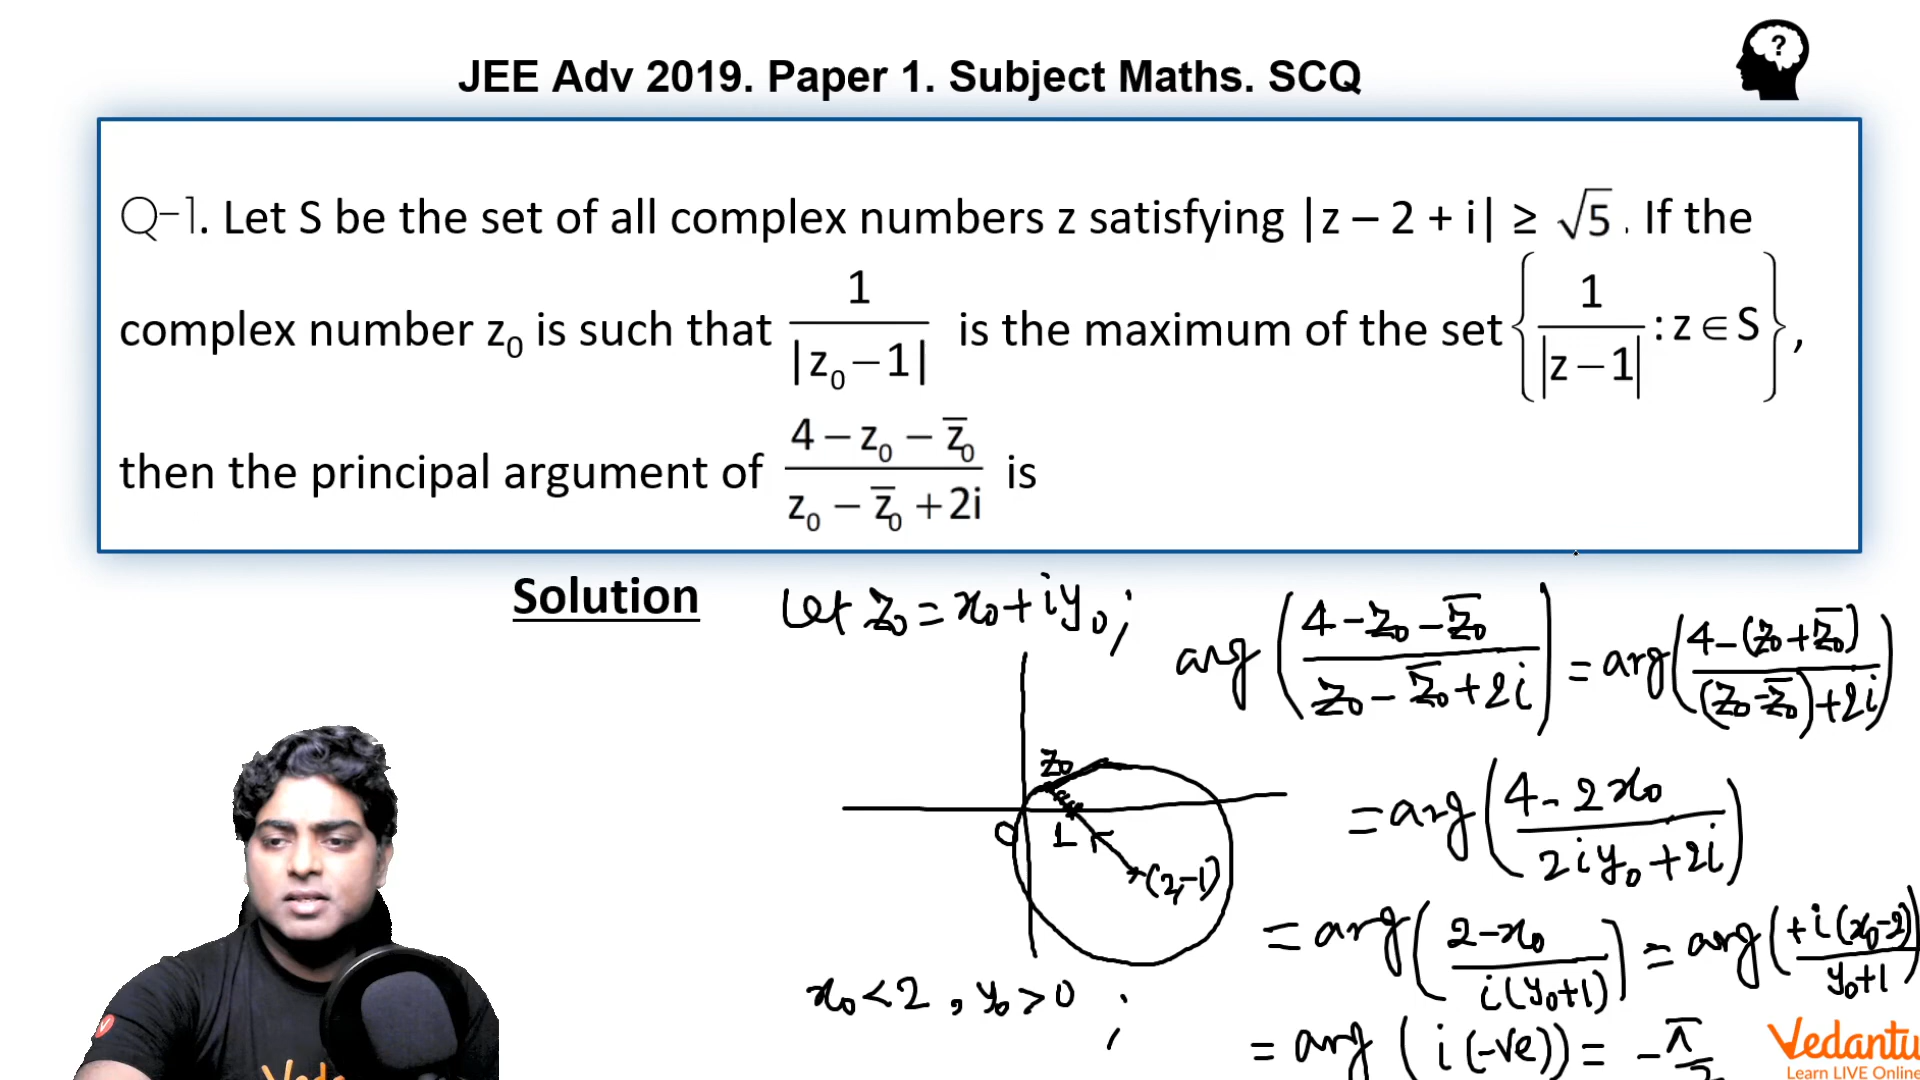 JEE Adv 2019. Paper 1. Subject Maths. SCQ
?
Q-1. Let S be the set of all complex numbers z satisfying |z – 2 + i| ≥ √5 . If the
complex number z₀ is such that 1/|z₀ – 1| is the maximum of the set {1/|z – 1| : z ∈ S},
then the principal argument of (4 – z₀ – z̅₀)/(z₀ – z̅₀ + 2i) is
Solution
Let z₀ = x₀ + iy₀ ;
arg((4 – z₀ – z̅₀)/(z₀ – z̅₀ + 2i)) = arg((4 – (z₀ + z̅₀))/((z₀ – z̅₀) + 2i))
= arg((4 – 2x₀)/(2iy₀ + 2i))
= arg((2 – x₀)/(i(y₀+1))) = arg((+i(x₀–2))/(y₀+1))
= arg(i(-ve)) = -π/2
z₀
O
1
r
(2,-1)
x₀ < 2 , y₀ > 0 ;
Vedantu
Learn LIVE Online
Vedan